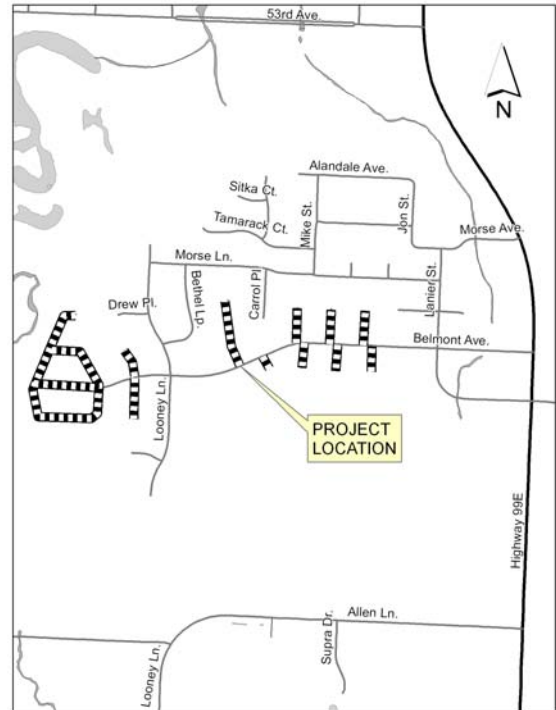 53rd Ave.
N
Alandale Ave.
Sitka Ct.
Tamarack Ct.
Mike St.
Jon St.
Morse Ave.
Morse Ln.
Bethel Lp.
Carrol Pl.
Lanier St.
Drew Pl.
Belmont Ave.
Looney Ln.
PROJECT
LOCATION
Highway 99E
Allen Ln.
Supra Dr.
Looney Ln.